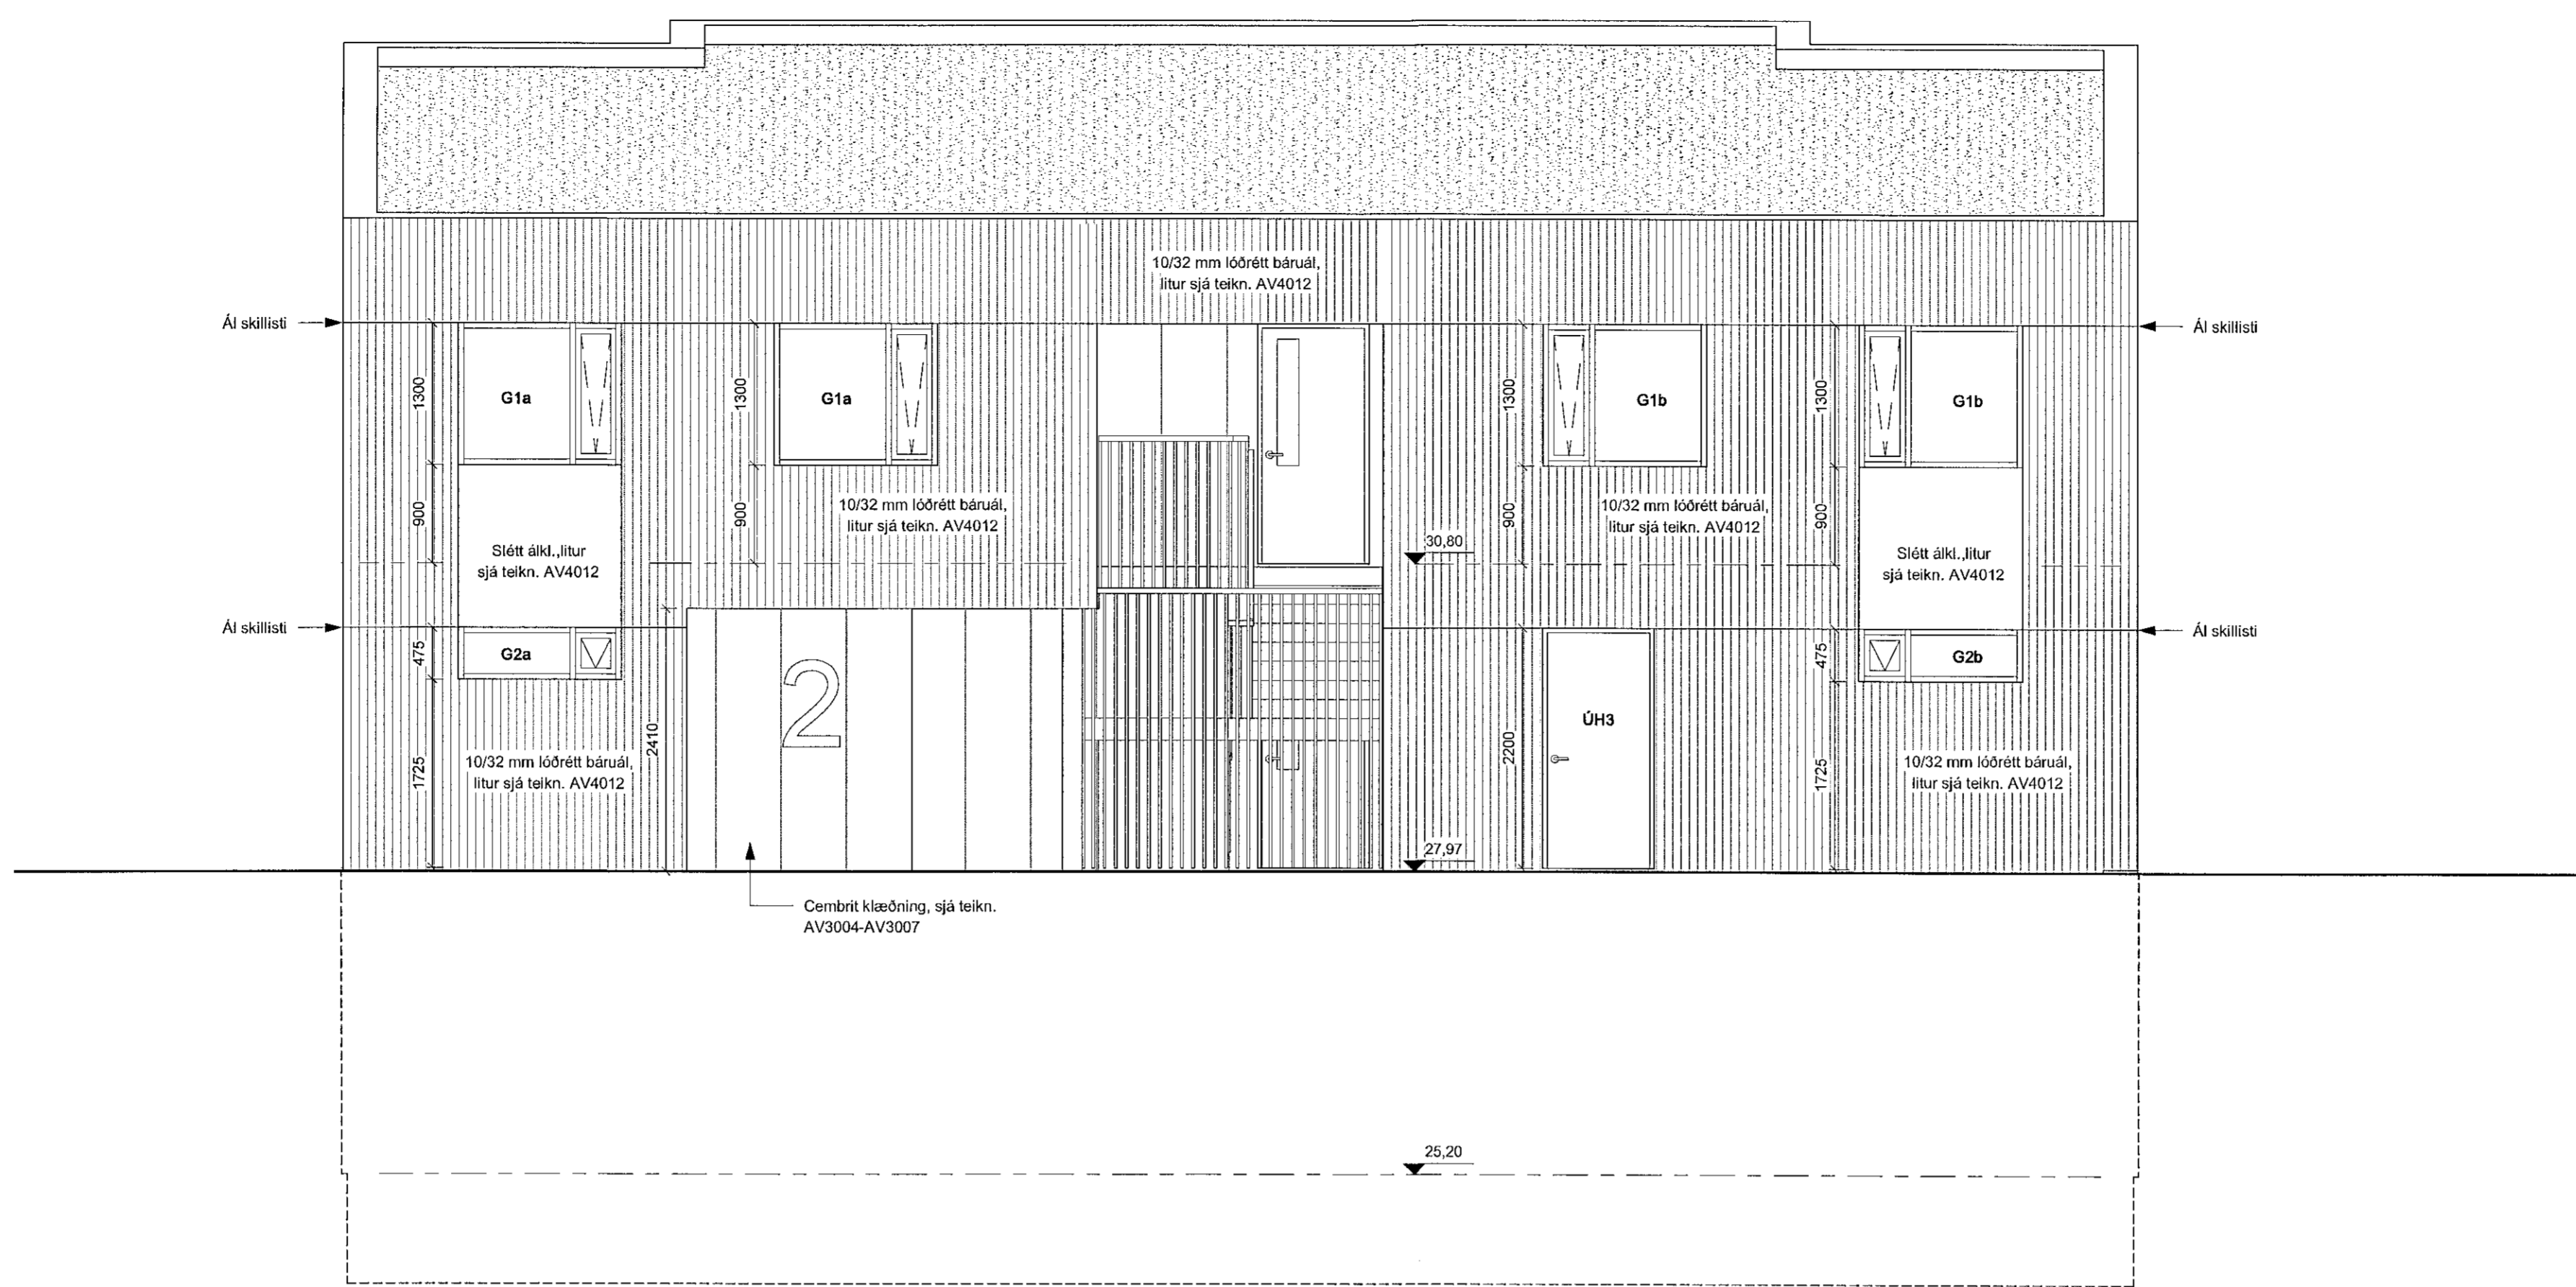 10/32 mm lóðrétt báruál,
litur sjá teikn. AV4012
Ál skillisti
Ál skillisti
1300
G1a
1300
G1a
1300
G1b
1300
G1b
900
900
10/32 mm lóðrétt báruál,
litur sjá teikn. AV4012
900
10/32 mm lóðrétt báruál,
litur sjá teikn. AV4012
900
Slétt álkl.,litur
sjá teikn. AV4012
30,80
Slétt álkl.,litur
sjá teikn. AV4012
Ál skillisti
Ál skillisti
475
G2a
475
G2b
2
2410
2200
ÚH3
1725
10/32 mm lóðrétt báruál,
litur sjá teikn. AV4012
1725
10/32 mm lóðrétt báruál,
litur sjá teikn. AV4012
27,97
Cembrit klæðning, sjá teikn.
AV3004-AV3007
25,20